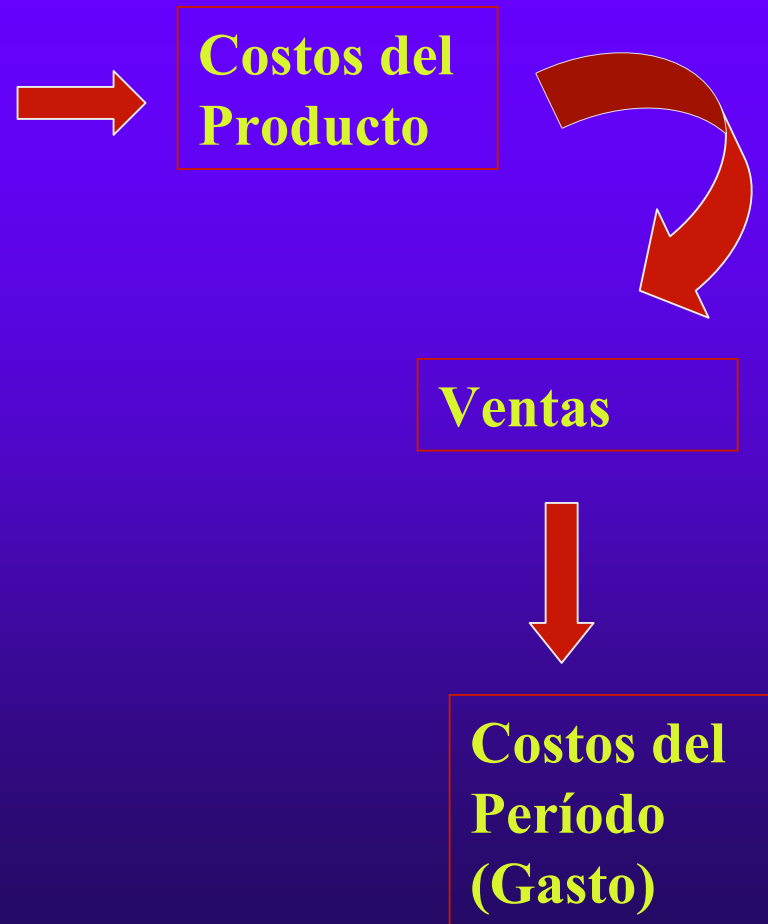 Costos del
Producto
Ventas
Costos del
Período
(Gasto)